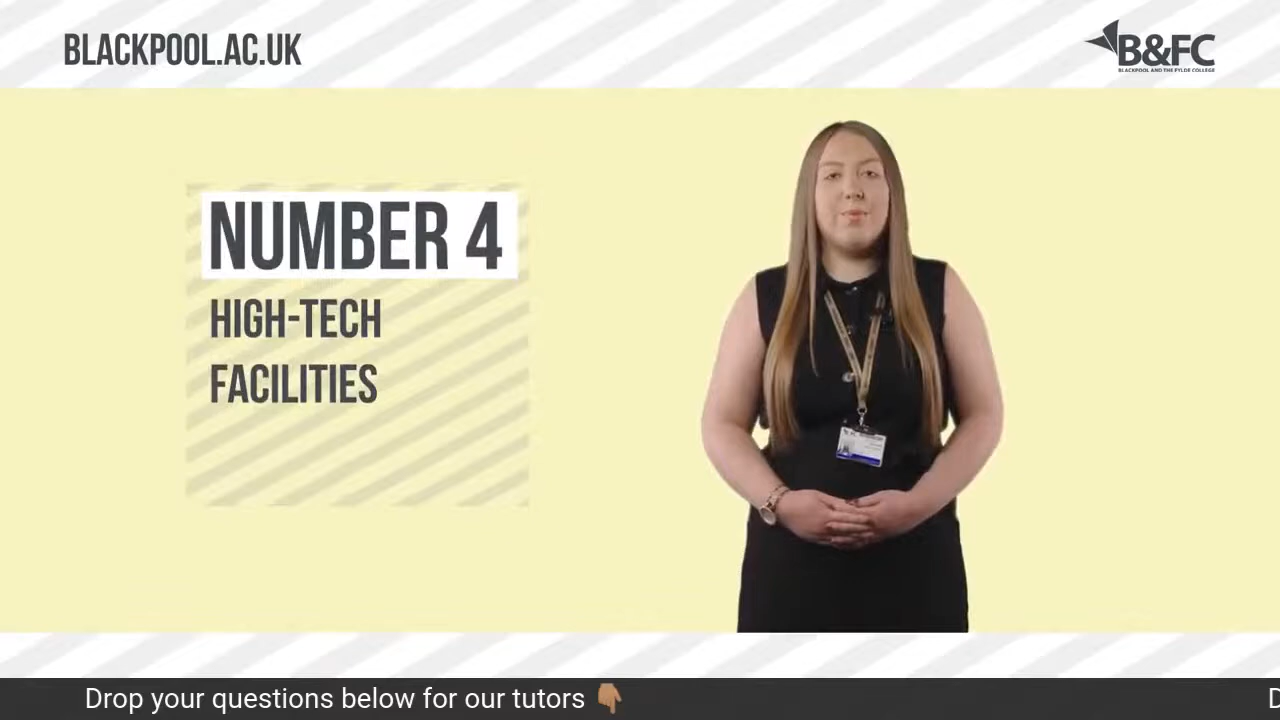 BLACKPOOL.AC.UK
B&FC
BLACKPOOL AND THE FYLDE COLLEGE
NUMBER 4
HIGH-TECH
FACILITIES
Drop your questions below for our tutors 👇🏽
D